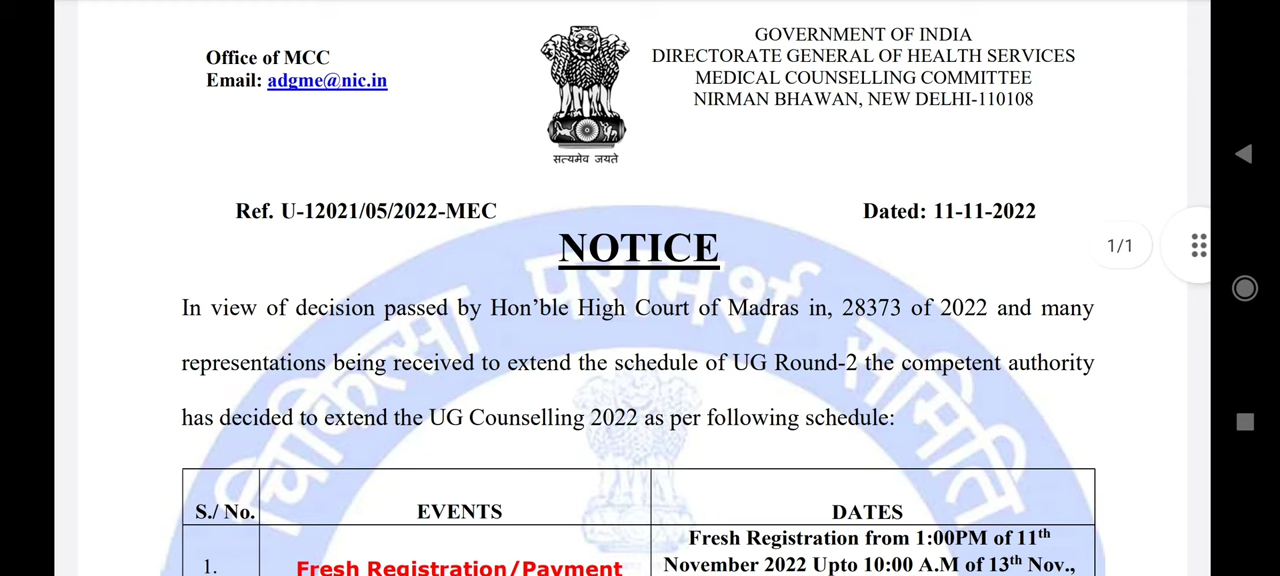 Office of MCC
Email: adgme@nic.in
सत्यमेव जयते
GOVERNMENT OF INDIA
DIRECTORATE GENERAL OF HEALTH SERVICES
MEDICAL COUNSELLING COMMITTEE
NIRMAN BHAWAN, NEW DELHI-110108
Ref. U-12021/05/2022-MEC
Dated: 11-11-2022
NOTICE
1/1
In view of decision passed by Hon’ble High Court of Madras in, 28373 of 2022 and many
representations being received to extend the schedule of UG Round-2 the competent authority
has decided to extend the UG Counselling 2022 as per following schedule:
चिकित्सा परामर्श समिति
S./ No. EVENTS DATES
1. Fresh Registration/Payment
Fresh Registration from 1:00PM of 11th
November 2022 Upto 10:00 A.M of 13th Nov.,